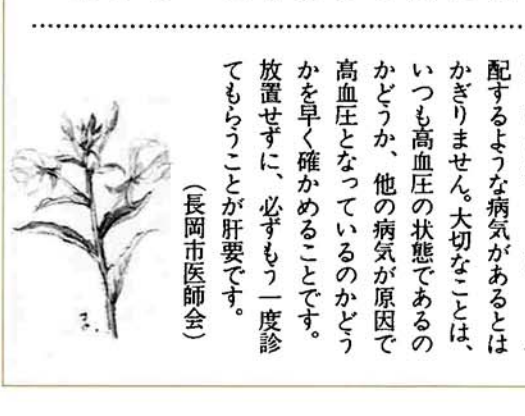 配するような病気があるとは
かぎりません。大切なことは、
いつも高血圧の状態であるの
かどうか、他の病気が原因で
高血圧となっているのかどう
かを早く確かめることです。
放置せずに、必ずもう一度診
てもらうことが肝要です。
（長岡市医師会）